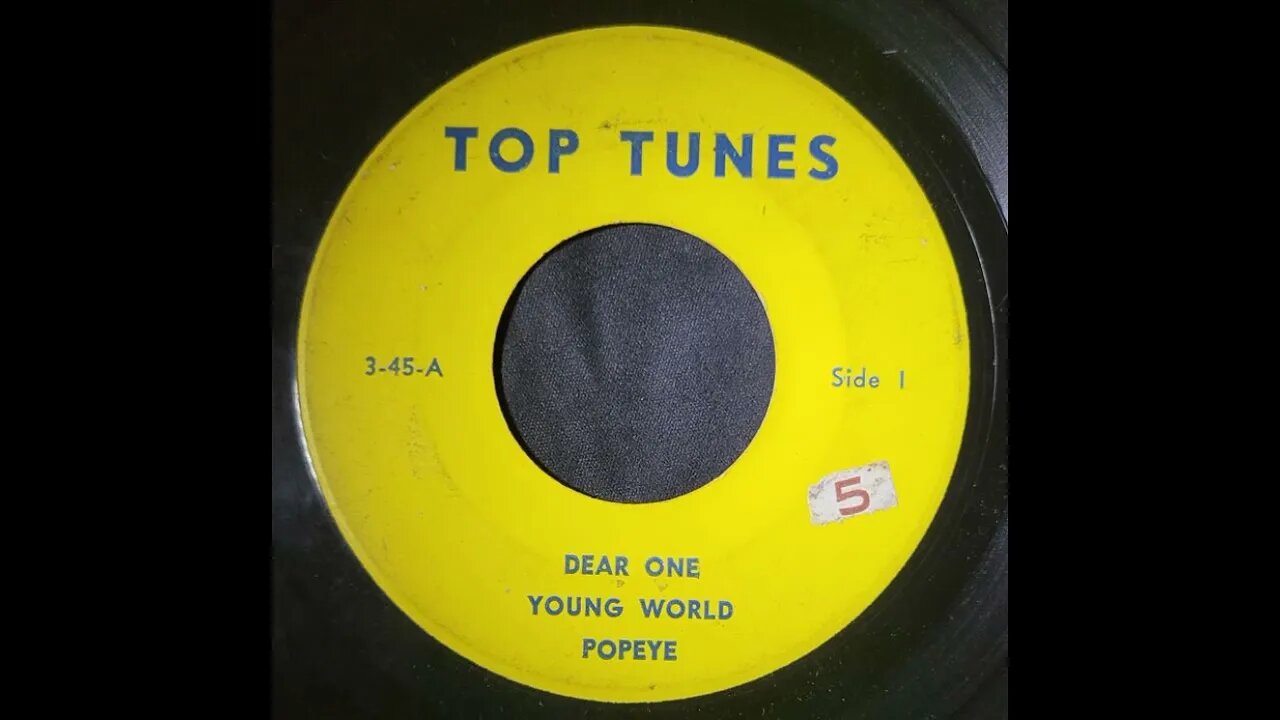 TOP TUNES
3-45-A
Side 1
5
DEAR ONE
YOUNG WORLD
POPEYE